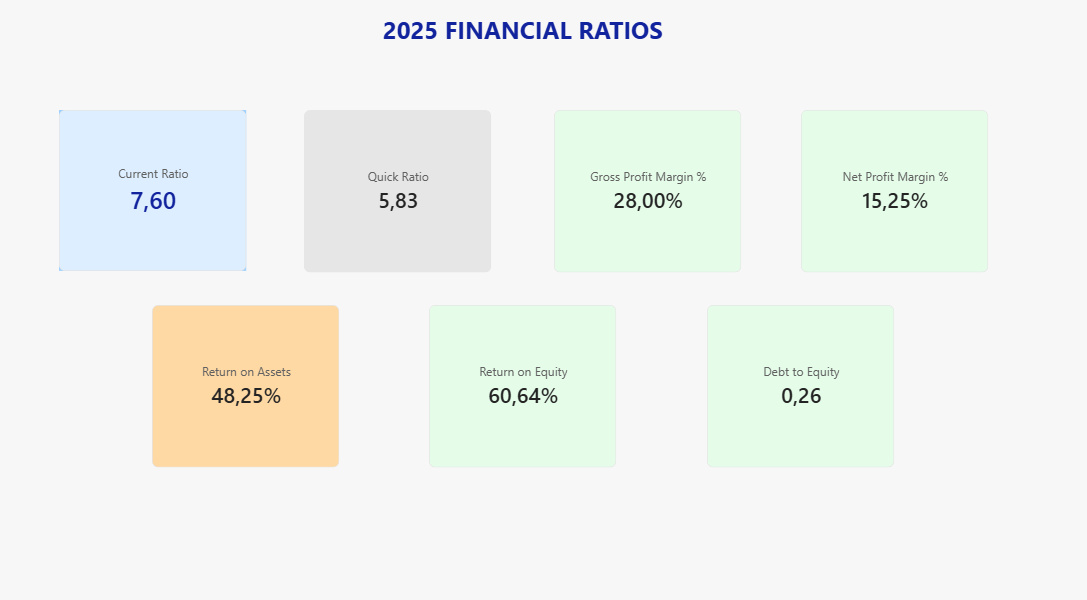 2025 FINANCIAL RATIOS
Current Ratio
7,60
Quick Ratio
5,83
Gross Profit Margin %
28,00%
Net Profit Margin %
15,25%
Return on Assets
48,25%
Return on Equity
60,64%
Debt to Equity
0,26